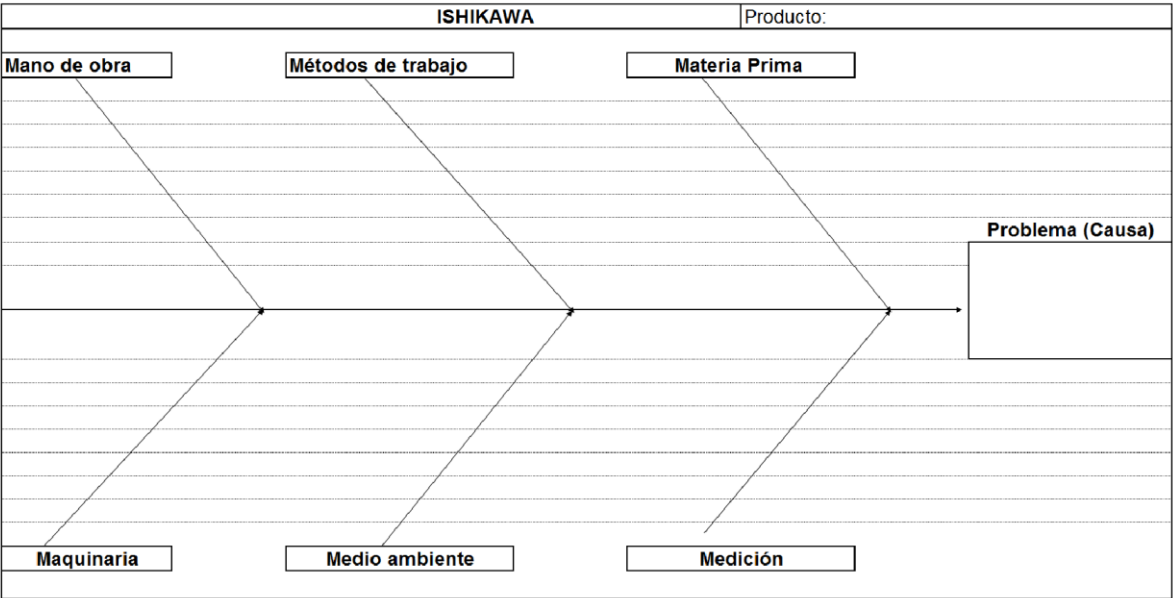 ISHIKAWA
Producto:
Mano de obra
Métodos de trabajo
Materia Prima
Problema (Causa)
Maquinaria
Medio ambiente
Medición